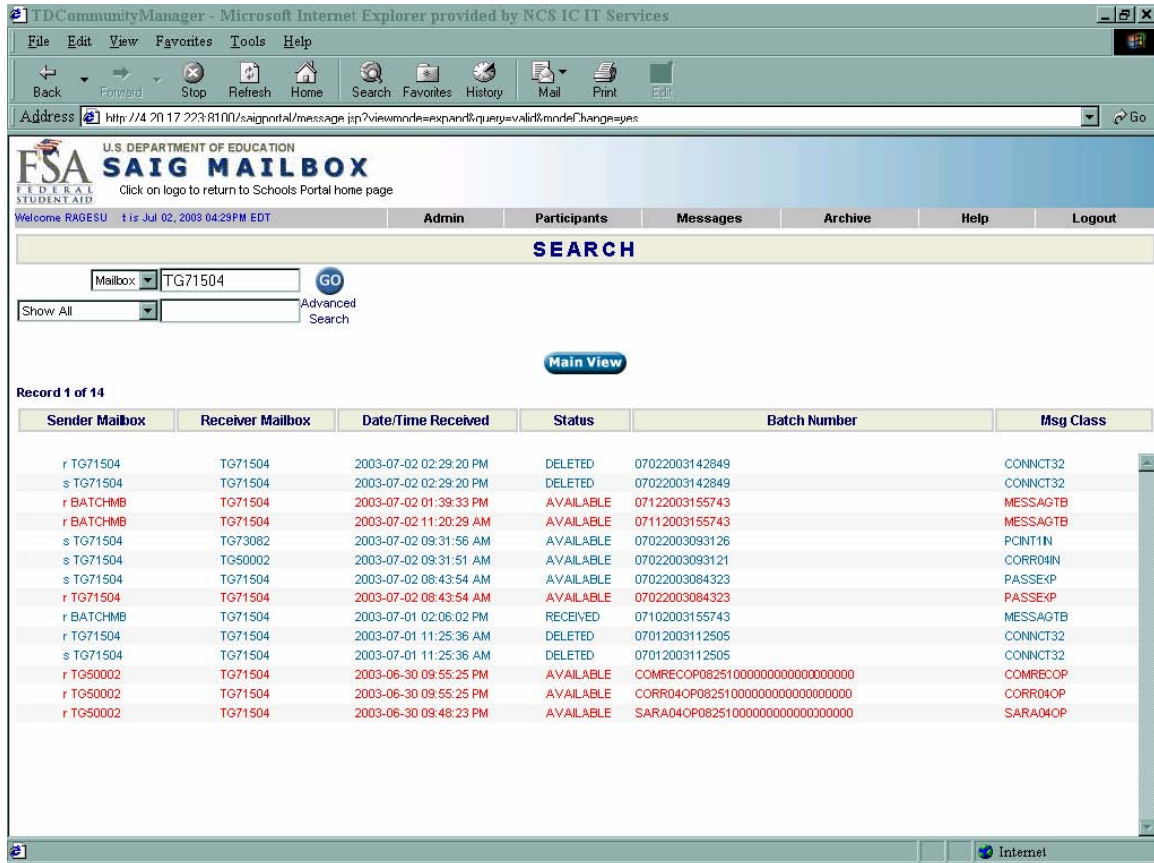 TDCommunityManager - Microsoft Internet Explorer provided by NCS IC IT Services
File Edit View Favorites Tools Help
Back Forward Stop Refresh Home Search Favorites History Mail Print Edit
Address http://4.20.17.223:8100/saigportal/message.jsp?viewmode=expand&query=valid&modeChange=yes Go
FSA
FEDERAL
STUDENT AID
U.S. DEPARTMENT OF EDUCATION
SAIG MAILBOX
Click on logo to return to Schools Portal home page
Welcome RAGESU t is Jul 02, 2003 04:29PM EDT Admin Participants Messages Archive Help Logout
SEARCH
Mailbox TG71504 GO
Show All Advanced Search
Main View
Record 1 of 14
Sender Mailbox Receiver Mailbox Date/Time Received Status Batch Number Msg Class
r TG71504 TG71504 2003-07-02 02:29:20 PM DELETED 07022003142849 CONNCT32
s TG71504 TG71504 2003-07-02 02:29:20 PM DELETED 07022003142849 CONNCT32
r BATCHMB TG71504 2003-07-02 01:39:33 PM AVAILABLE 07122003155743 MESSAGTB
r BATCHMB TG71504 2003-07-02 11:20:29 AM AVAILABLE 07112003155743 MESSAGTB
s TG71504 TG73082 2003-07-02 09:31:56 AM AVAILABLE 07022003093126 PCINT1IN
s TG71504 TG50002 2003-07-02 09:31:51 AM AVAILABLE 07022003093121 CORR04IN
s TG71504 TG71504 2003-07-02 08:43:54 AM AVAILABLE 07022003084323 PASSEXP
r TG71504 TG71504 2003-07-02 08:43:54 AM AVAILABLE 07022003084323 PASSEXP
r BATCHMB TG71504 2003-07-01 02:06:02 PM RECEIVED 07102003155743 MESSAGTB
r TG71504 TG71504 2003-07-01 11:25:36 AM DELETED 07012003112505 CONNCT32
s TG71504 TG71504 2003-07-01 11:25:36 AM DELETED 07012003112505 CONNCT32
r TG50002 TG71504 2003-06-30 09:55:25 PM AVAILABLE COMRECOP08251000000000000000000 COMRECOP
r TG50002 TG71504 2003-06-30 09:55:25 PM AVAILABLE CORR04OP08251000000000000000000 CORR04OP
r TG50002 TG71504 2003-06-30 09:48:23 PM AVAILABLE SARA04OP08251000000000000000000 SARA04OP
Internet